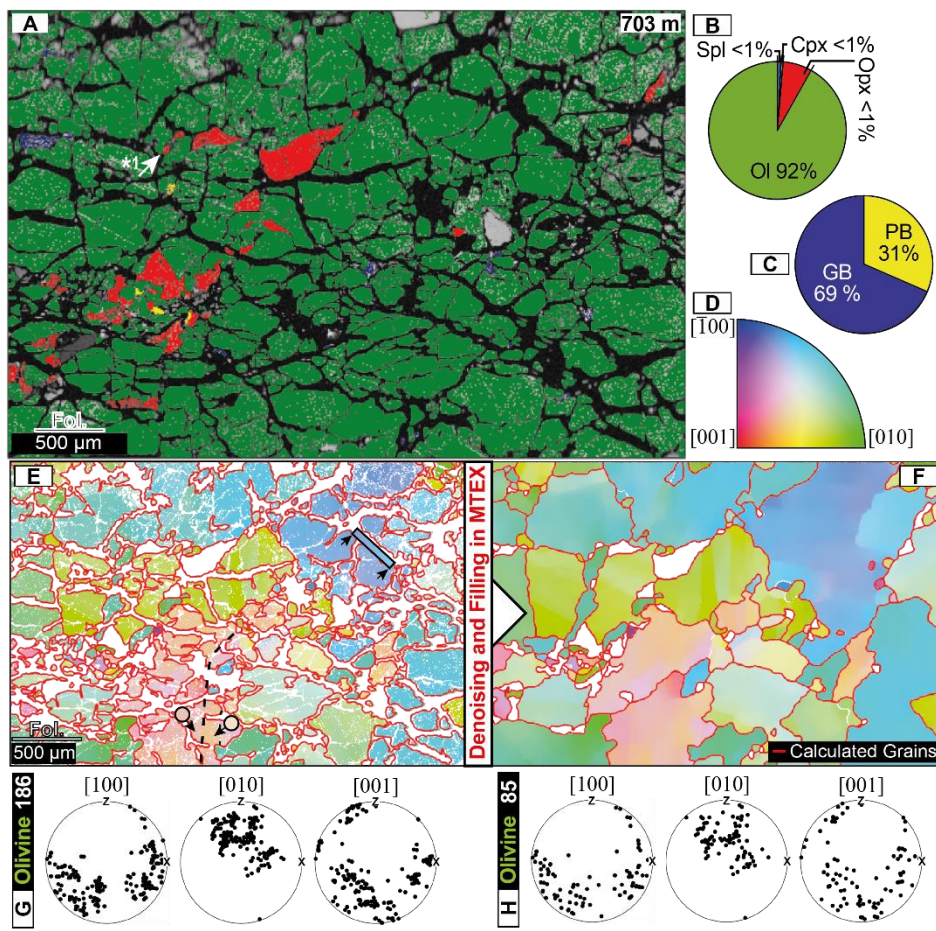 A
703 m
*1
Fol.
500 µm
B
Spl <1%
Cpx <1%
Opx <1%
Ol 92%
C
PB
31%
GB
69 %
D
[1̅00]
[001]
[010]
E
Fol.
500 µm
Denoising and Filling in MTEX
F
Calculated Grains
G
Olivine 186
[100]
z
[010]
z
x
[001]
z
x
x
H
Olivine 85
[100]
z
x
[010]
z
x
[001]
z
x